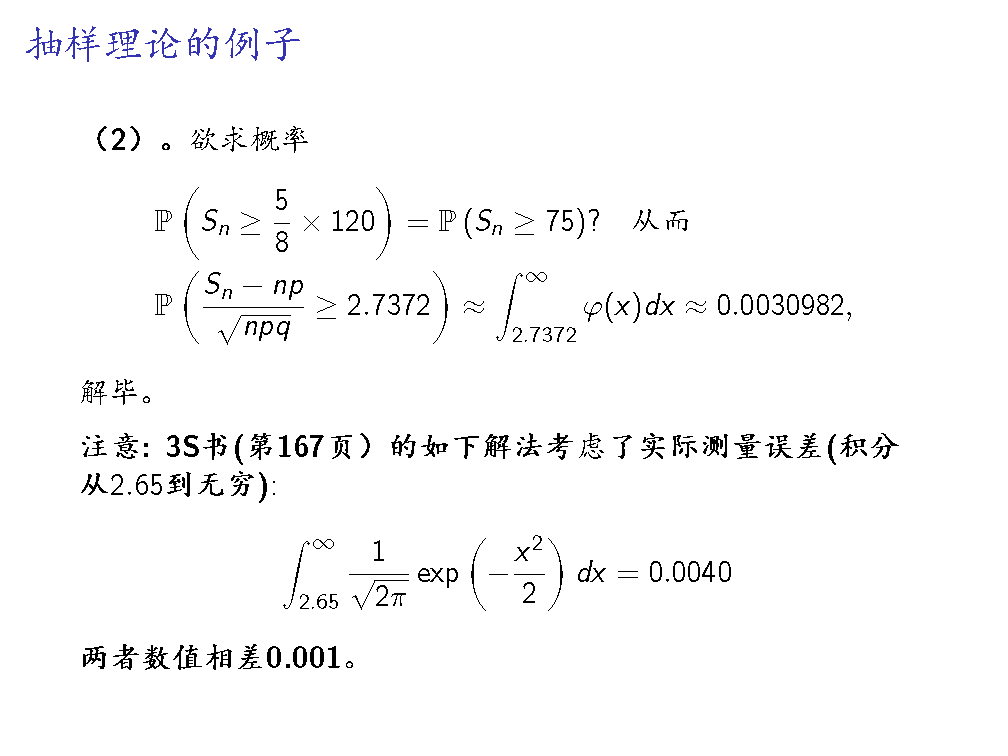 抽样理论的例子
（2）。欲求概率
ℙ(Sₙ ≥ 5/8 × 120) = ℙ(Sₙ ≥ 75)? 从而
ℙ((Sₙ − np)/√(npq) ≥ 2.7372) ≈ ∫_{2.7372}^{∞} φ(x)dx ≈ 0.0030982,
解毕。
注意: 3S书(第167页）的如下解法考虑了实际测量误差(积分
从2.65到无穷):
∫_{2.65}^{∞} 1/√(2π) exp(−x²/2) dx = 0.0040
两者数值相差0.001。